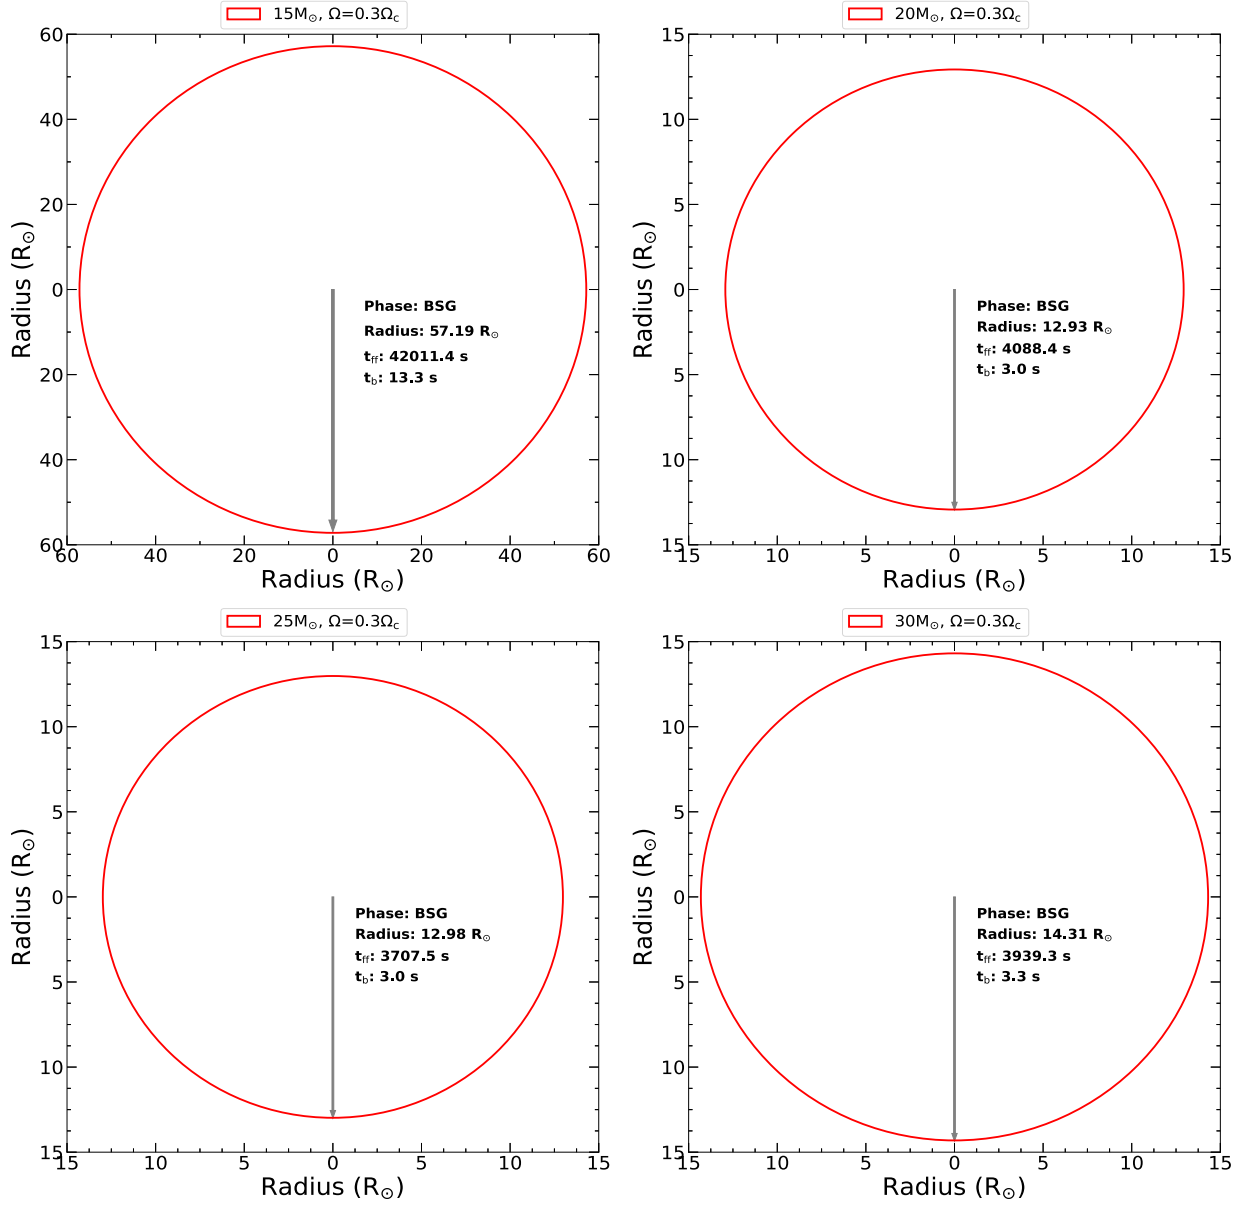 15M⊙, Ω=0.3Ωc
60
40
20
0
20
40
60
Radius (R⊙)
Phase: BSG
Radius: 57.19 R⊙
tff: 42011.4 s
tb: 13.3 s
60 40 20 0 20 40 60
Radius (R⊙)
20M⊙, Ω=0.3Ωc
15
10
5
0
5
10
15
Radius (R⊙)
Phase: BSG
Radius: 12.93 R⊙
tff: 4088.4 s
tb: 3.0 s
15 10 5 0 5 10 15
Radius (R⊙)
25M⊙, Ω=0.3Ωc
15
10
5
0
5
10
15
Radius (R⊙)
Phase: BSG
Radius: 12.98 R⊙
tff: 3707.5 s
tb: 3.0 s
15 10 5 0 5 10 15
Radius (R⊙)
30M⊙, Ω=0.3Ωc
15
10
5
0
5
10
15
Radius (R⊙)
Phase: BSG
Radius: 14.31 R⊙
tff: 3939.3 s
tb: 3.3 s
15 10 5 0 5 10 15
Radius (R⊙)